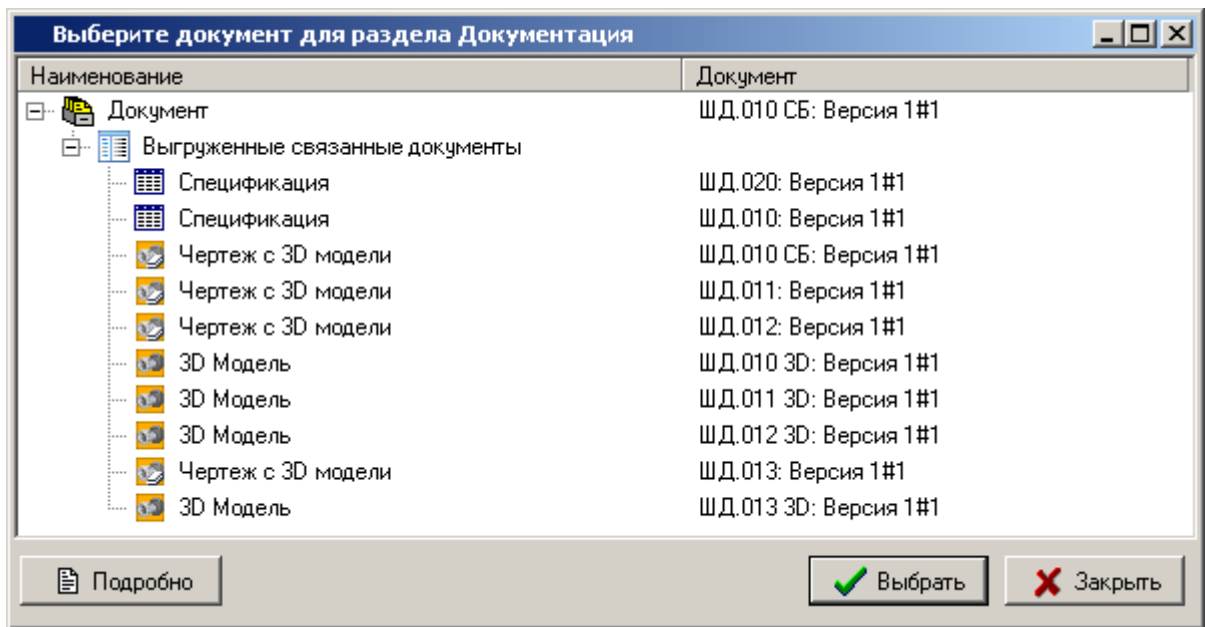 Выберите документ для раздела Документация
Наименование Документ
Документ ШД.010 СБ: Версия 1#1
Выгруженные связанные документы
Спецификация ШД.020: Версия 1#1
Спецификация ШД.010: Версия 1#1
Чертеж с 3D модели ШД.010 СБ: Версия 1#1
Чертеж с 3D модели ШД.011: Версия 1#1
Чертеж с 3D модели ШД.012: Версия 1#1
3D Модель ШД.010 3D: Версия 1#1
3D Модель ШД.011 3D: Версия 1#1
3D Модель ШД.012 3D: Версия 1#1
Чертеж с 3D модели ШД.013: Версия 1#1
3D Модель ШД.013 3D: Версия 1#1
Подробно Выбрать Закрыть